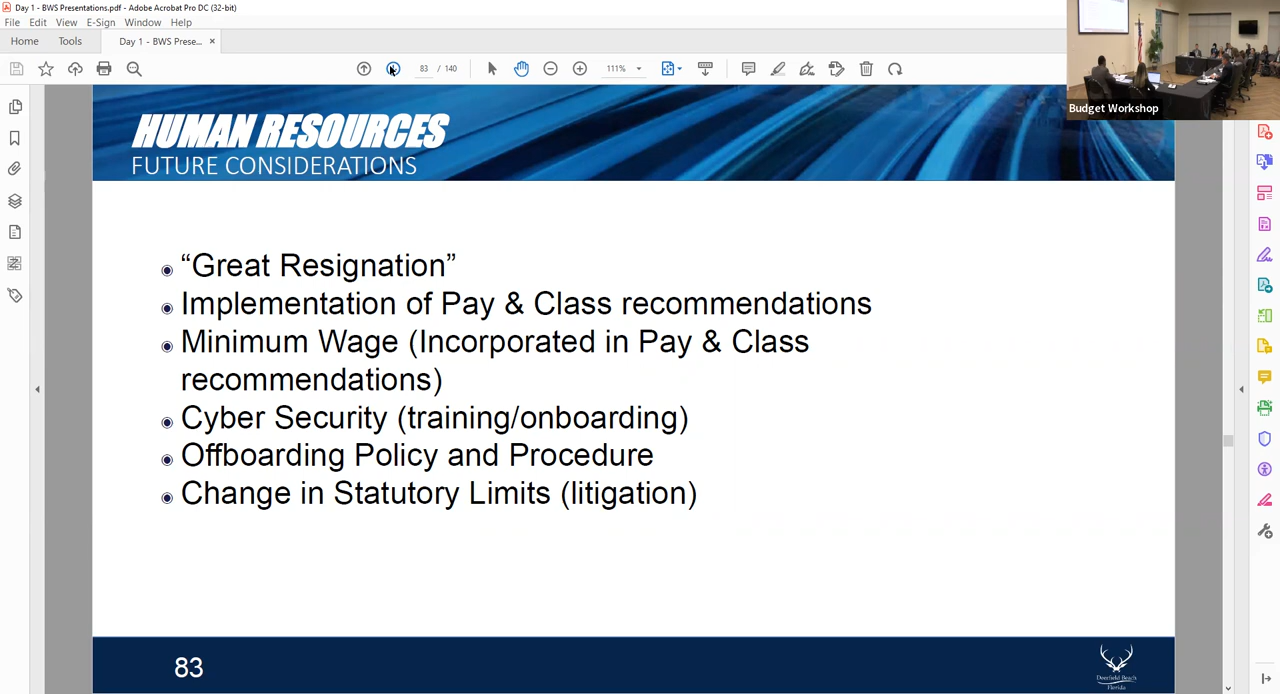 Day 1 - BWS Presentations.pdf - Adobe Acrobat Pro DC (32-bit)
File Edit View E-Sign Window Help
Home Tools Day 1 - BWS Prese... ×
83 / 140 111%
Budget Workshop
HUMAN RESOURCES
FUTURE CONSIDERATIONS
“Great Resignation”
Implementation of Pay & Class recommendations
Minimum Wage (Incorporated in Pay & Class
recommendations)
Cyber Security (training/onboarding)
Offboarding Policy and Procedure
Change in Statutory Limits (litigation)
83
Deerfield Beach
Florida